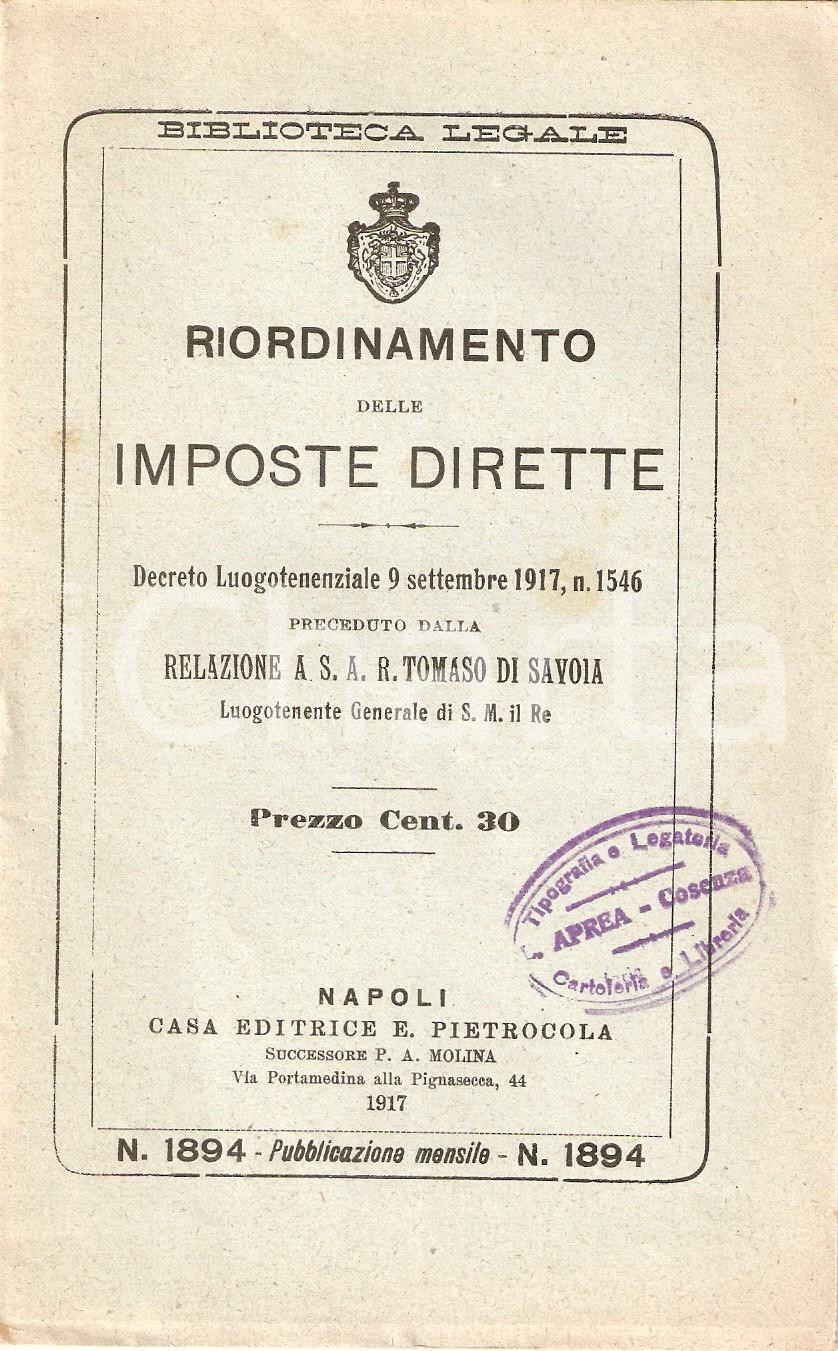 BIBLIOTECA LEGALE
RIORDINAMENTO
DELLE
IMPOSTE DIRETTE
Decreto Luogotenenziale 9 settembre 1917, n. 1546
PRECEDUTO DALLA
RELAZIONE A. S. A. R. TOMASO DI SAVOIA
Luogotenente Generale di S. M. il Re
Prezzo Cent. 30
Tipografia e Legatoria
APREA - Cosenza
Cartoleria e Libreria
NAPOLI
CASA EDITRICE E. PIETROCOLA
SUCCESSORE P. A. MOLINA
Via Portamedina alla Pignasecca, 44
1917
N. 1894 - Pubblicazione mensile - N. 1894